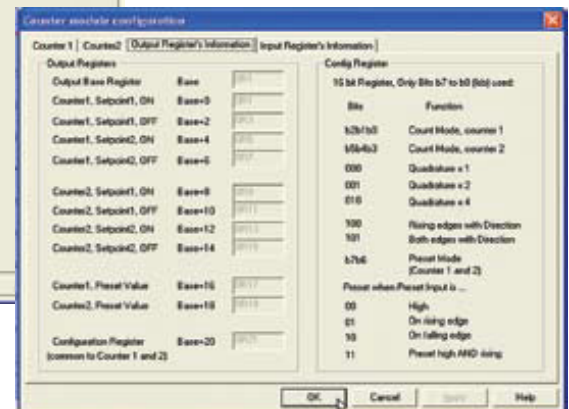 Counter module configuration
Counter 1 | Counter2 | Output Register's Information | Input Register's Information
Output Registers
Output Base Register Base
Counter1, Setpoint1, ON Base+0
Counter1, Setpoint1, OFF Base+2
Counter1, Setpoint2, ON Base+4
Counter1, Setpoint2, OFF Base+6
Counter2, Setpoint1, ON Base+8
Counter2, Setpoint1, OFF Base+10
Counter2, Setpoint2, ON Base+12
Counter2, Setpoint2, OFF Base+14
Counter1, Preset Value Base+16
Counter2, Preset Value Base+18
Configuration Register Base+20
(common to Counter 1 and 2)
Config Register
16 bit Register, Only Bits b7 to b0 (lsb) used:
Bits Function
b2b1b0 Count Mode, counter 1
b5b4b3 Count Mode, counter 2
000 Quadrature x 1
001 Quadrature x 2
010 Quadrature x 4
100 Rising edges with Direction
101 Both edges with Direction
b7b6 Preset Mode
(Counter 1 and 2)
Preset when Preset Input is ...
00 High
01 On rising edge
10 On falling edge
11 Preset high AND rising
OK Cancel Apply Help